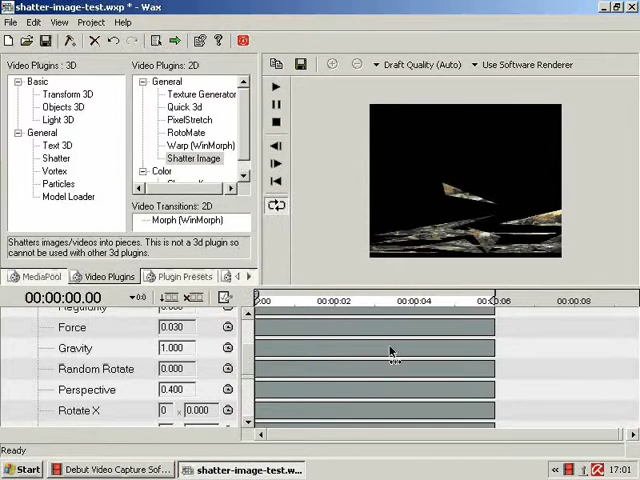 shatter-image-test.wxp * - Wax
File View Project Help
Draft Quality (Auto) Use Software Renderer
Video Plugins : 3D
Basic
Transform 3D
Objects 3D
Light 3D
General
Text 3D
Shatter
Vortex
Particles
Model Loader
Video Plugins: 2D
General
Texture Generator
Quick 3d
PixelStretch
RotoMate
Warp (WinMorph)
Shatter Image
Color
Video Transitions: 2D
Morph (WinMorph)
Shatters images/videos into pieces. This is not a 3d plugin so
cannot be used with other 3d plugins.
MediaPool Video Plugins Plugin Presets
00:00:00.00 :00 00:00:02 00:00:04 00:00:06 00:00:08
Force 0.030
Gravity 1.000
Random Rotate 0.000
Perspective 0.400
Rotate X 0 x 0.000
Ready
Start Debut Video Capture Sof... shatter-image-test.w... 17:01